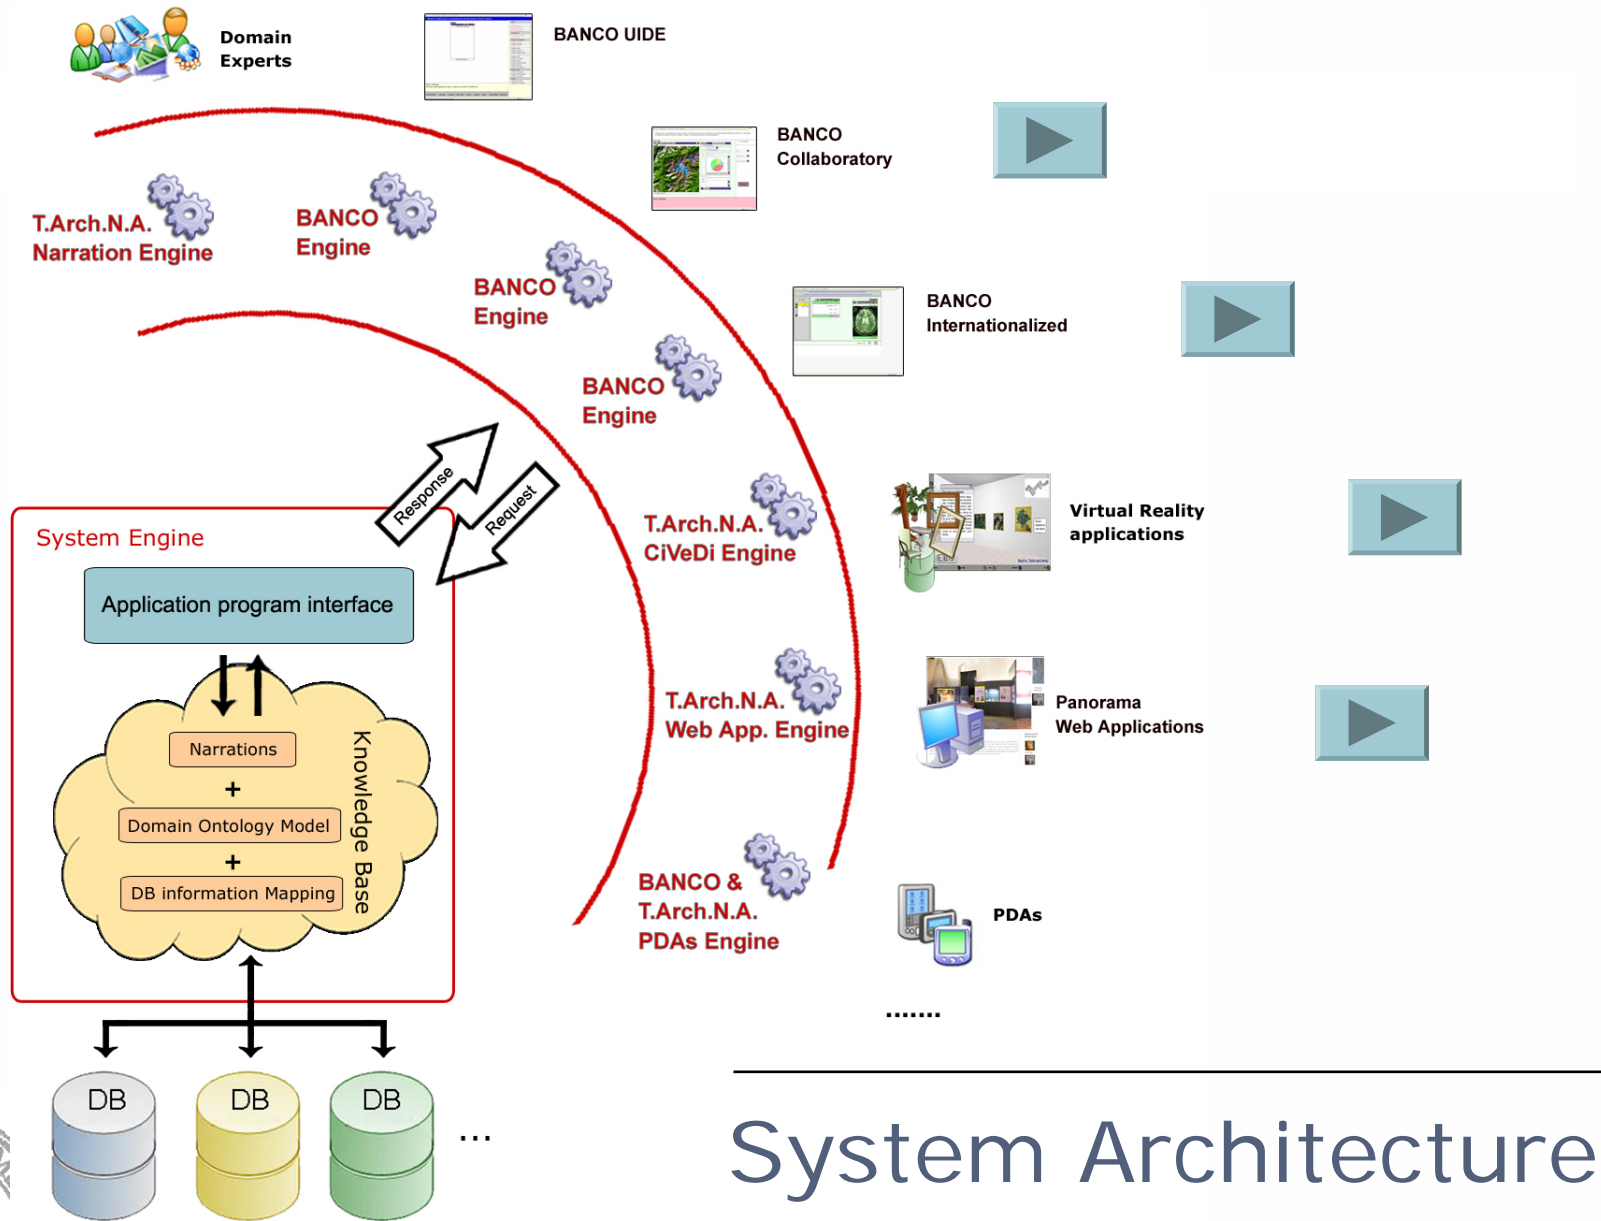 Domain
Experts
BANCO UIDE
BANCO
Collaboratory
T.Arch.N.A.
Narration Engine
BANCO
Engine
BANCO
Engine
BANCO
Internationalized
BANCO
Engine
Response
Request
T.Arch.N.A.
CiVeDi Engine
Virtual Reality
applications
System Engine
Application program interface
T.Arch.N.A.
Web App. Engine
Panorama
Web Applications
Narrations
+
Domain Ontology Model
+
DB information Mapping
Knowledge Base
BANCO &
T.Arch.N.A.
PDAs Engine
PDAs
.......
DB
DB
DB
...
System Architecture